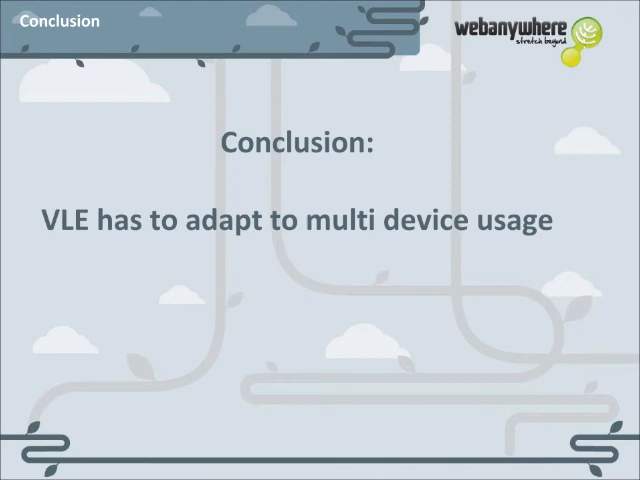 Conclusion
webanywhere
stretch beyond
Conclusion:
VLE has to adapt to multi device usage